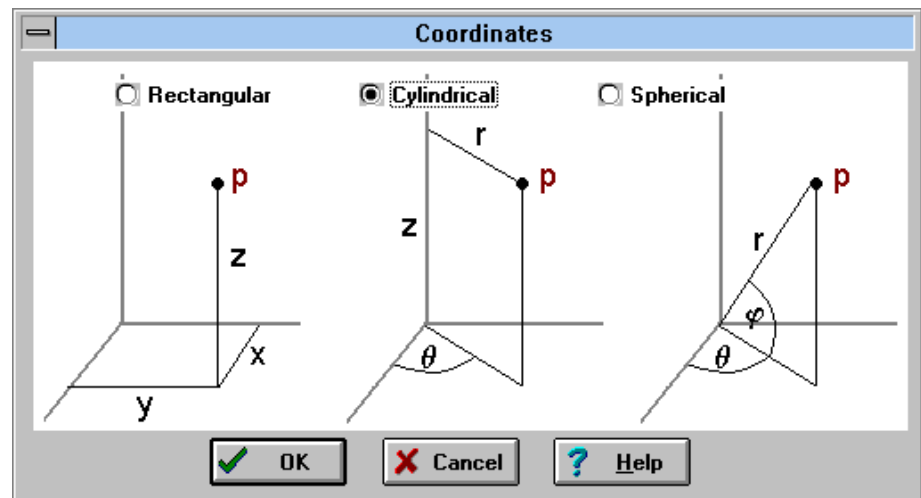 Coordinates
Rectangular
Cylindrical
Spherical
r
p
p
p
z
z
r
φ
x
θ
θ
y
OK
Cancel
? Help